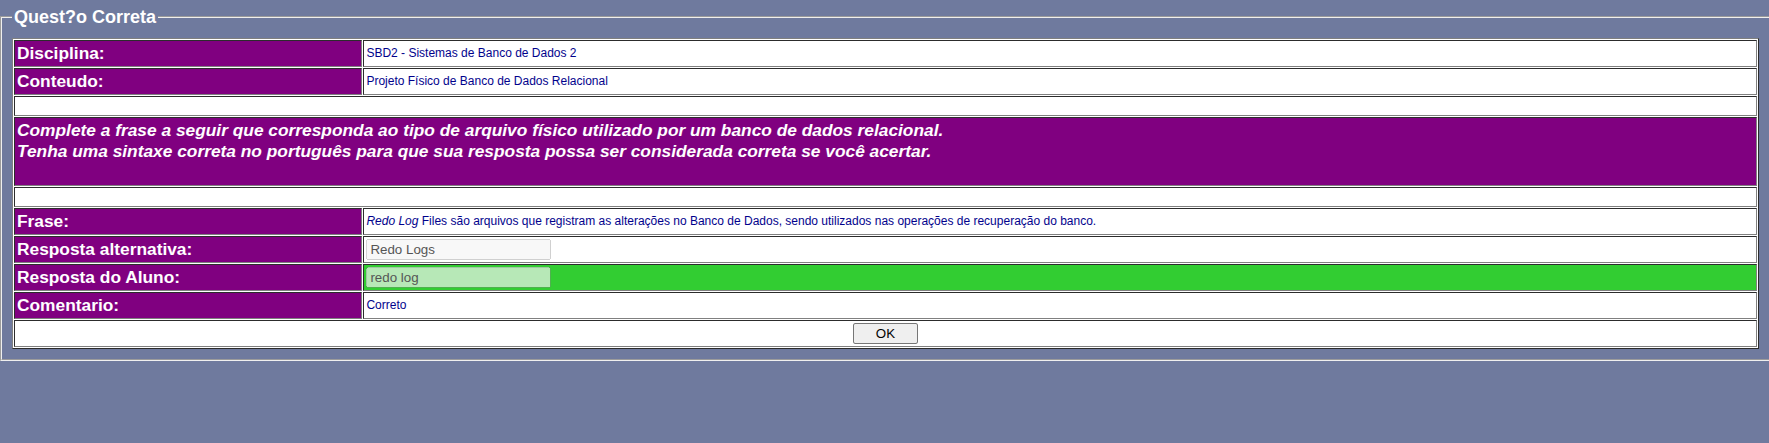 Quest?o Correta
Disciplina: SBD2 - Sistemas de Banco de Dados 2
Conteudo: Projeto Físico de Banco de Dados Relacional
Complete a frase a seguir que corresponda ao tipo de arquivo físico utilizado por um banco de dados relacional.
Tenha uma sintaxe correta no português para que sua resposta possa ser considerada correta se você acertar.
Frase: Redo Log Files são arquivos que registram as alterações no Banco de Dados, sendo utilizados nas operações de recuperação do banco.
Resposta alternativa: Redo Logs
Resposta do Aluno: redo log
Comentario: Correto
OK